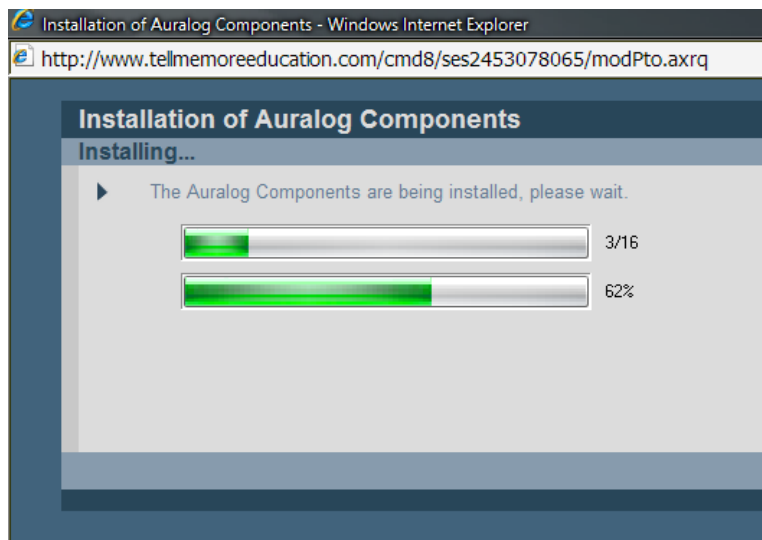 Installation of Auralog Components - Windows Internet Explorer
http://www.tellmemoreeducation.com/cmd8/ses2453078065/modPto.axrq
Installation of Auralog Components
Installing...
The Auralog Components are being installed, please wait.
3/16
62%